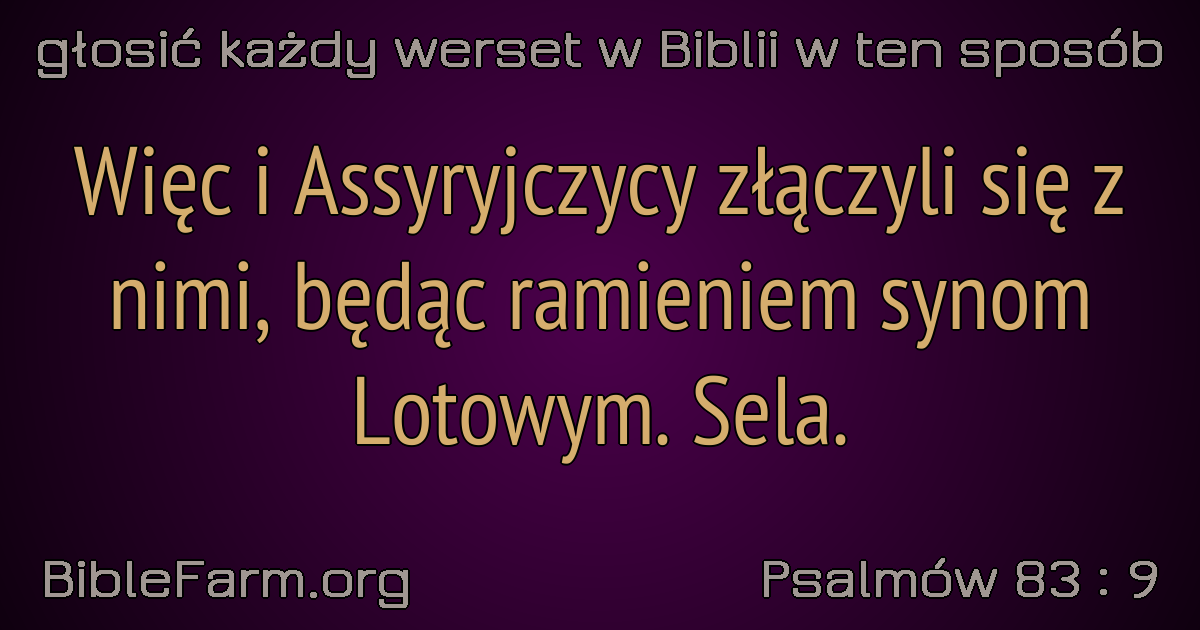 głosić każdy werset w Biblii w ten sposób
Więc i Assyryjczycy złączyli się z
nimi, będąc ramieniem synom
Lotowym. Sela.
BibleFarm.org
Psalmów 83 : 9